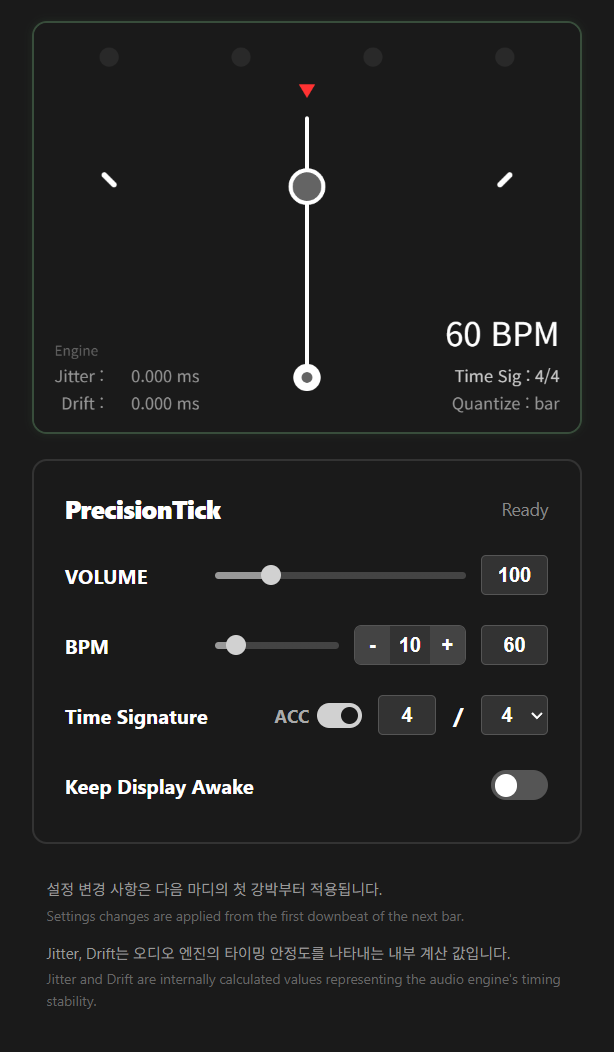 60 BPM
Engine
Jitter : 0.000 ms
Time Sig : 4/4
Drift : 0.000 ms
Quantize : bar
PrecisionTick
Ready
VOLUME
100
BPM
- 10 +
60
Time Signature
ACC
4 / 4
Keep Display Awake
설정 변경 사항은 다음 마디의 첫 강박부터 적용됩니다.
Settings changes are applied from the first downbeat of the next bar.
Jitter, Drift는 오디오 엔진의 타이밍 안정도를 나타내는 내부 계산 값입니다.
Jitter and Drift are internally calculated values representing the audio engine's timing
stability.